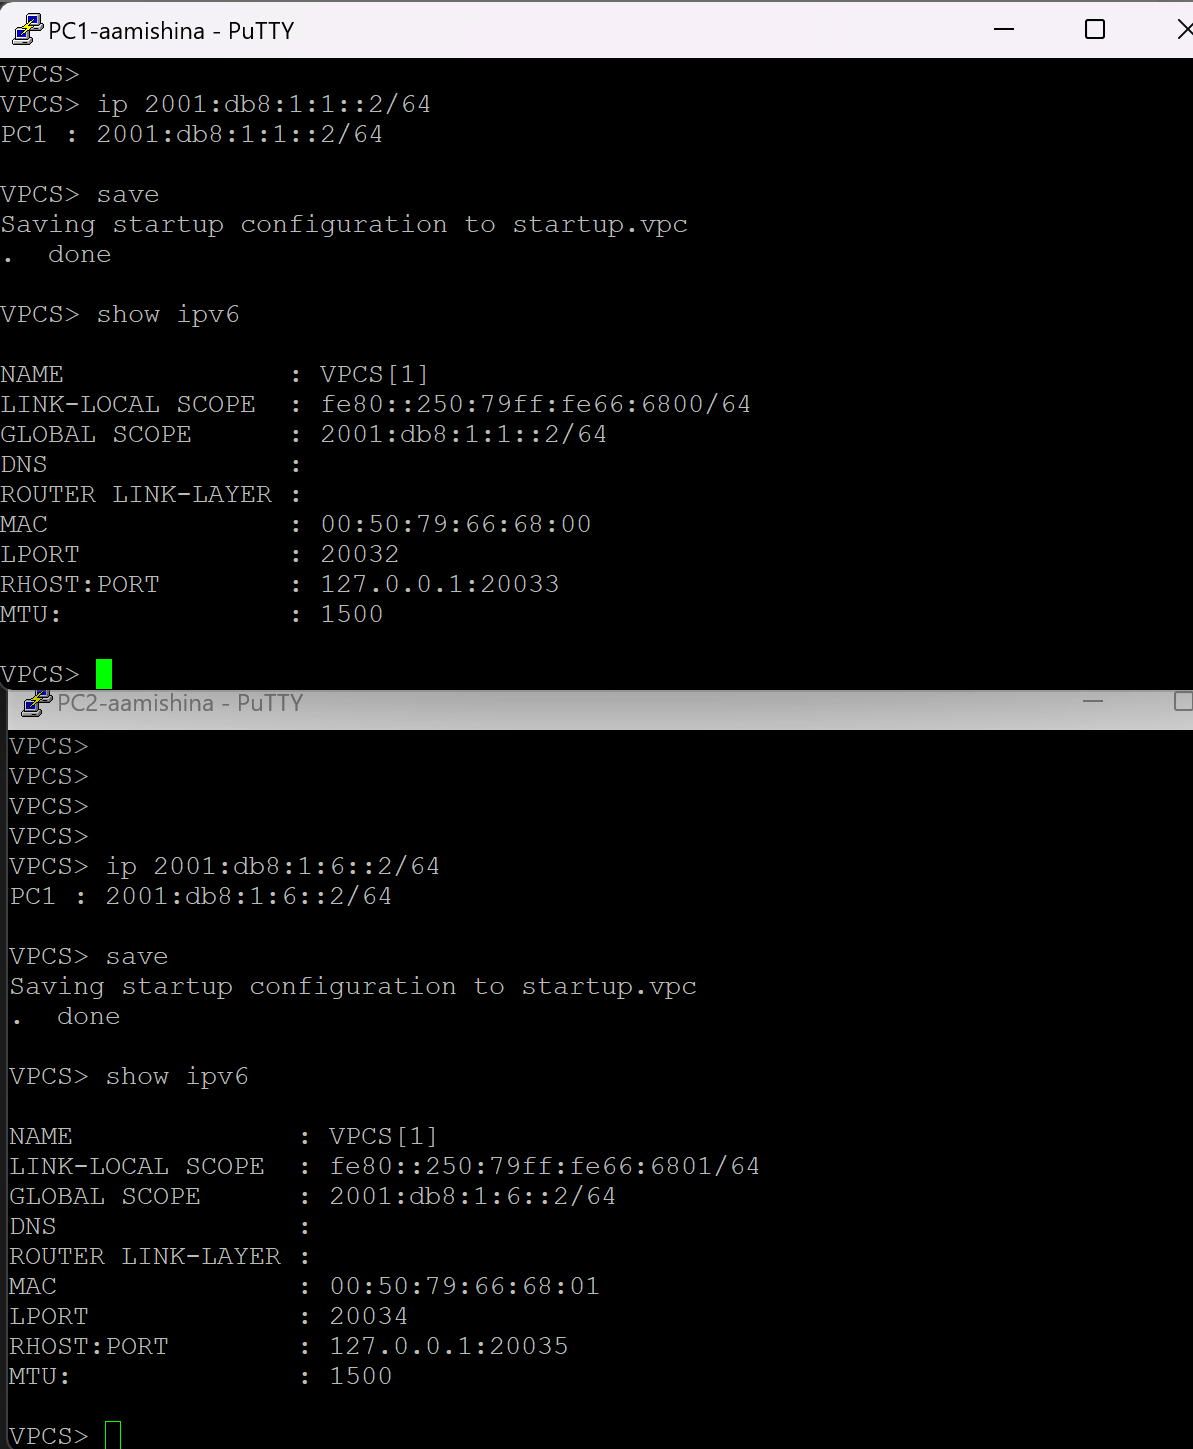 PC1-aamishina - PuTTY
VPCS>
VPCS> ip 2001:db8:1:1::2/64
PC1 : 2001:db8:1:1::2/64
VPCS> save
Saving startup configuration to startup.vpc
.  done
VPCS> show ipv6
NAME              : VPCS[1]
LINK-LOCAL SCOPE  : fe80::250:79ff:fe66:6800/64
GLOBAL SCOPE      : 2001:db8:1:1::2/64
DNS               :
ROUTER LINK-LAYER :
MAC               : 00:50:79:66:68:00
LPORT             : 20032
RHOST:PORT        : 127.0.0.1:20033
MTU:              : 1500
VPCS>
PC2-aamishina - PuTTY
VPCS>
VPCS>
VPCS>
VPCS>
VPCS> ip 2001:db8:1:6::2/64
PC1 : 2001:db8:1:6::2/64
VPCS> save
Saving startup configuration to startup.vpc
.  done
VPCS> show ipv6
NAME              : VPCS[1]
LINK-LOCAL SCOPE  : fe80::250:79ff:fe66:6801/64
GLOBAL SCOPE      : 2001:db8:1:6::2/64
DNS               :
ROUTER LINK-LAYER :
MAC               : 00:50:79:66:68:01
LPORT             : 20034
RHOST:PORT        : 127.0.0.1:20035
MTU:              : 1500
VPCS>